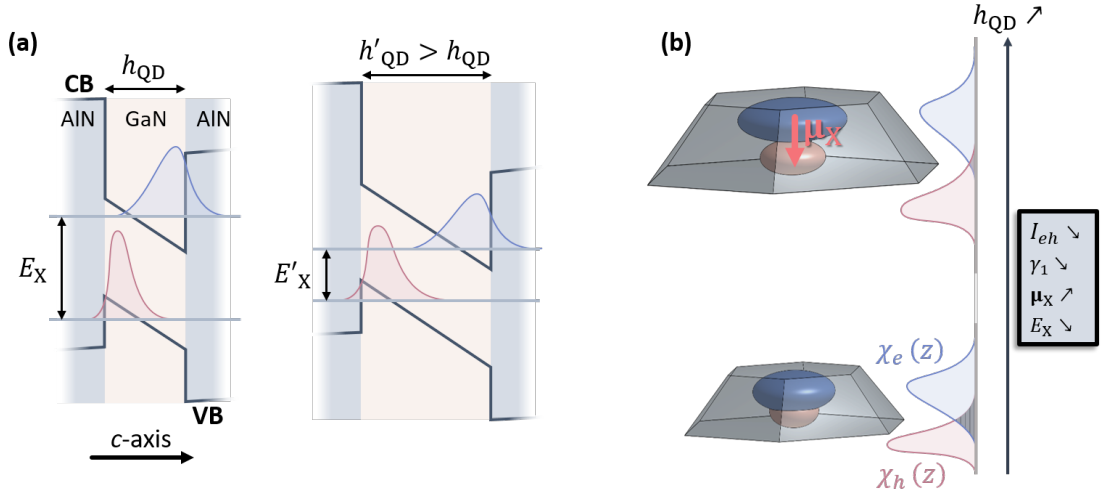 (a)
h_QD
CB
AlN
GaN
AlN
E_X
VB
c-axis
h′_QD > h_QD
E′_X
(b)
h_QD ↗
μ_X
I_eh ↘
γ_1 ↘
μ_X ↗
E_X ↘
χ_e (z)
χ_h (z)